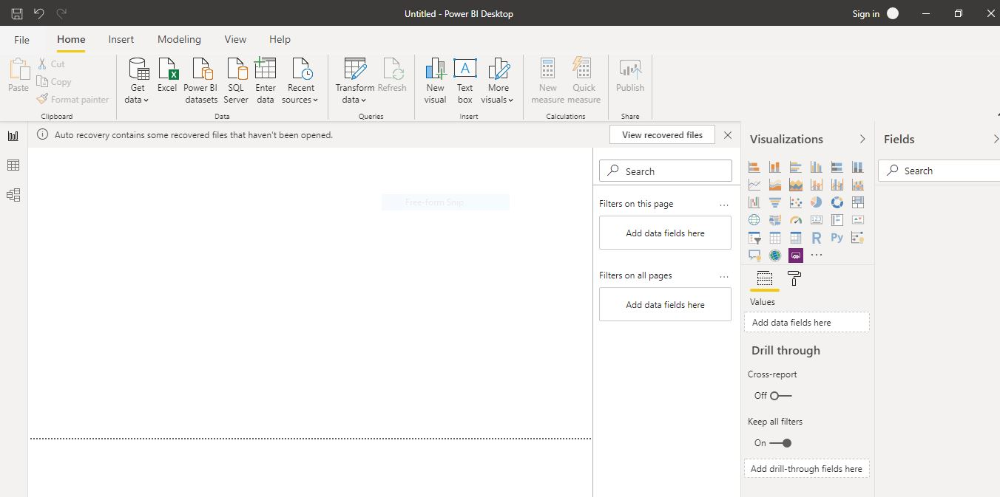 Untitled - Power BI Desktop
Sign in
File Home Insert Modeling View Help
Paste
Cut
Copy
Format painter
Clipboard
Get data
Excel
Power BI datasets
SQL Server
Enter data
Recent sources
Data
Transform data
Refresh
Queries
New visual
Text box
More visuals
Insert
New measure
Quick measure
Calculations
Publish
Share
Auto recovery contains some recovered files that haven't been opened.
View recovered files
Free-form Snip
Search
Filters on this page
...
Add data fields here
Filters on all pages
...
Add data fields here
Visualizations
123
R
Py
...
Values
Add data fields here
Drill through
Cross-report
Off
Keep all filters
On
Add drill-through fields here
Fields
Search